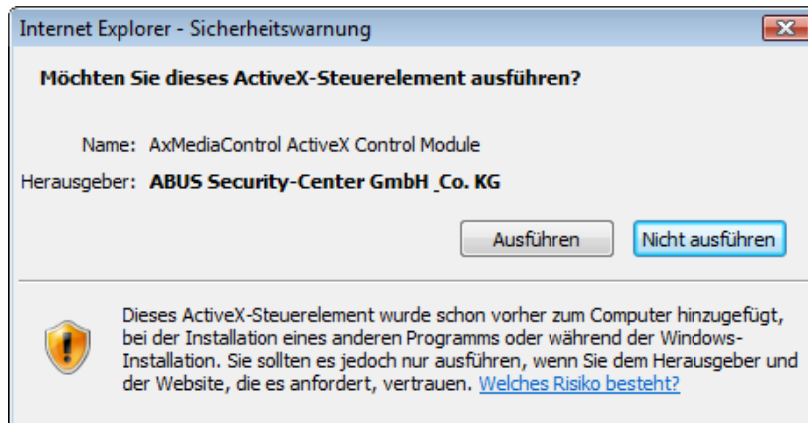 Internet Explorer - Sicherheitswarnung
Möchten Sie dieses ActiveX-Steuerelement ausführen?
Name: AxMediaControl ActiveX Control Module
Herausgeber: ABUS Security-Center GmbH _Co. KG
Ausführen Nicht ausführen
Dieses ActiveX-Steuerelement wurde schon vorher zum Computer hinzugefügt,
bei der Installation eines anderen Programms oder während der Windows-
Installation. Sie sollten es jedoch nur ausführen, wenn Sie dem Herausgeber und
der Website, die es anfordert, vertrauen. Welches Risiko besteht?